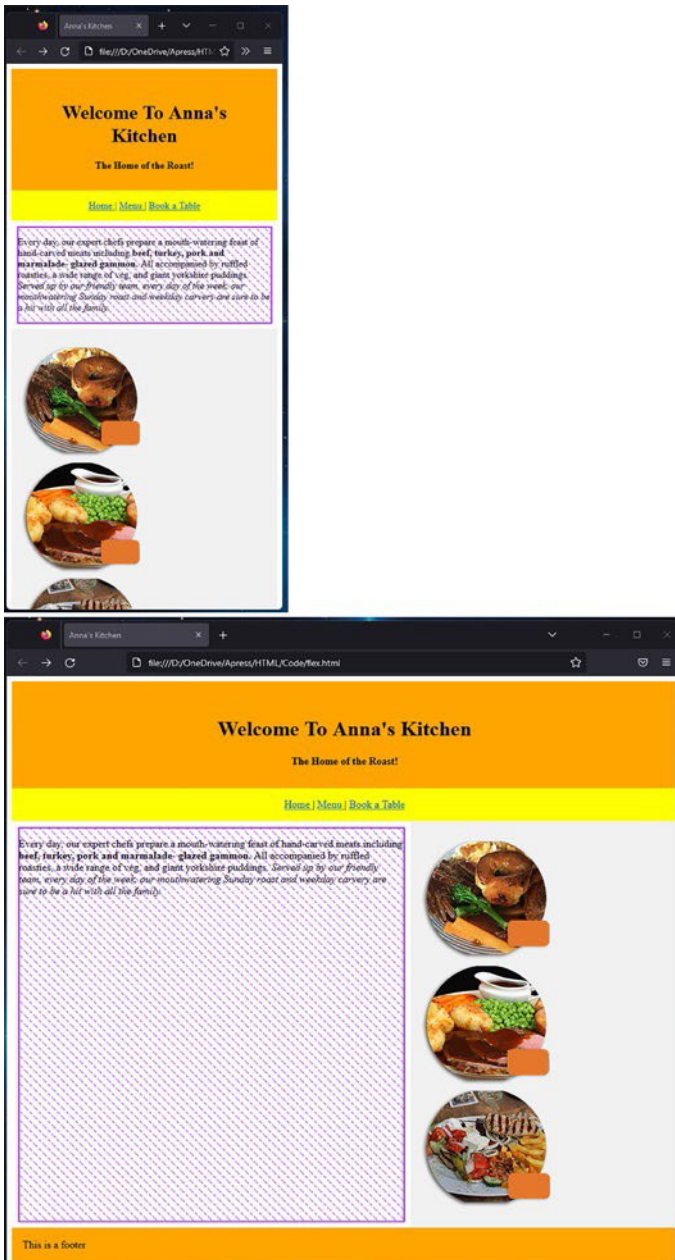 Anna's Kitchen
file:///D:/OneDrive/Apress/HTM
Welcome To Anna's
Kitchen
The Home of the Roast!
Home | Menu | Book a Table
Every day, our expert chefs prepare a mouth-watering feast of
hand-carved meats including beef, turkey, pork and
marmalade- glazed gammon. All accompanied by ruffled
roasties, a wide range of veg, and giant yorkshire puddings.
Served up by our friendly team, every day of the week, our
mouthwatering Sunday roast and weekday carvery are sure to be
a hit with all the family.
Anna's Kitchen
file:///D:/OneDrive/Apress/HTML/Code/flex.html
Welcome To Anna's Kitchen
The Home of the Roast!
Home | Menu | Book a Table
Every day, our expert chefs prepare a mouth-watering feast of hand-carved meats including
beef, turkey, pork and marmalade- glazed gammon. All accompanied by ruffled
roasties, a wide range of veg, and giant yorkshire puddings. Served up by our friendly
team, every day of the week, our mouthwatering Sunday roast and weekday carvery are
sure to be a hit with all the family.
This is a footer